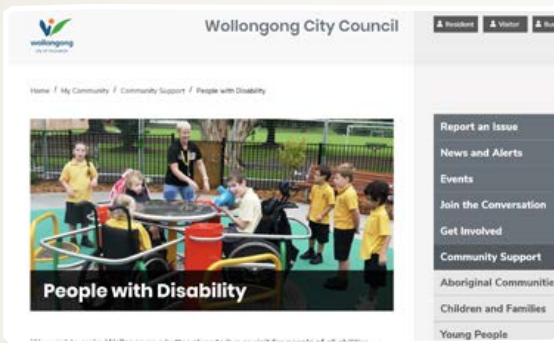 wollongong
Wollongong City Council
Resident
Visitor
Home / My Community / Community Support / People with Disability
People with Disability
Report an Issue
News and Alerts
Events
Join the Conversation
Get Involved
Community Support
Aboriginal Communitie
Children and Families
Young People